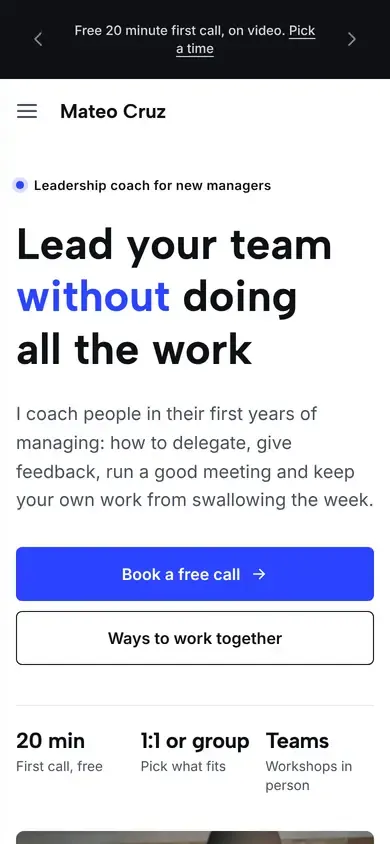 Free 20 minute first call, on video. Pick
a time
Mateo Cruz
Leadership coach for new managers
Lead your team
without doing
all the work
I coach people in their first years of
managing: how to delegate, give
feedback, run a good meeting and keep
your own work from swallowing the week.
Book a free call →
Ways to work together
20 min
First call, free
1:1 or group
Pick what fits
Teams
Workshops in
person